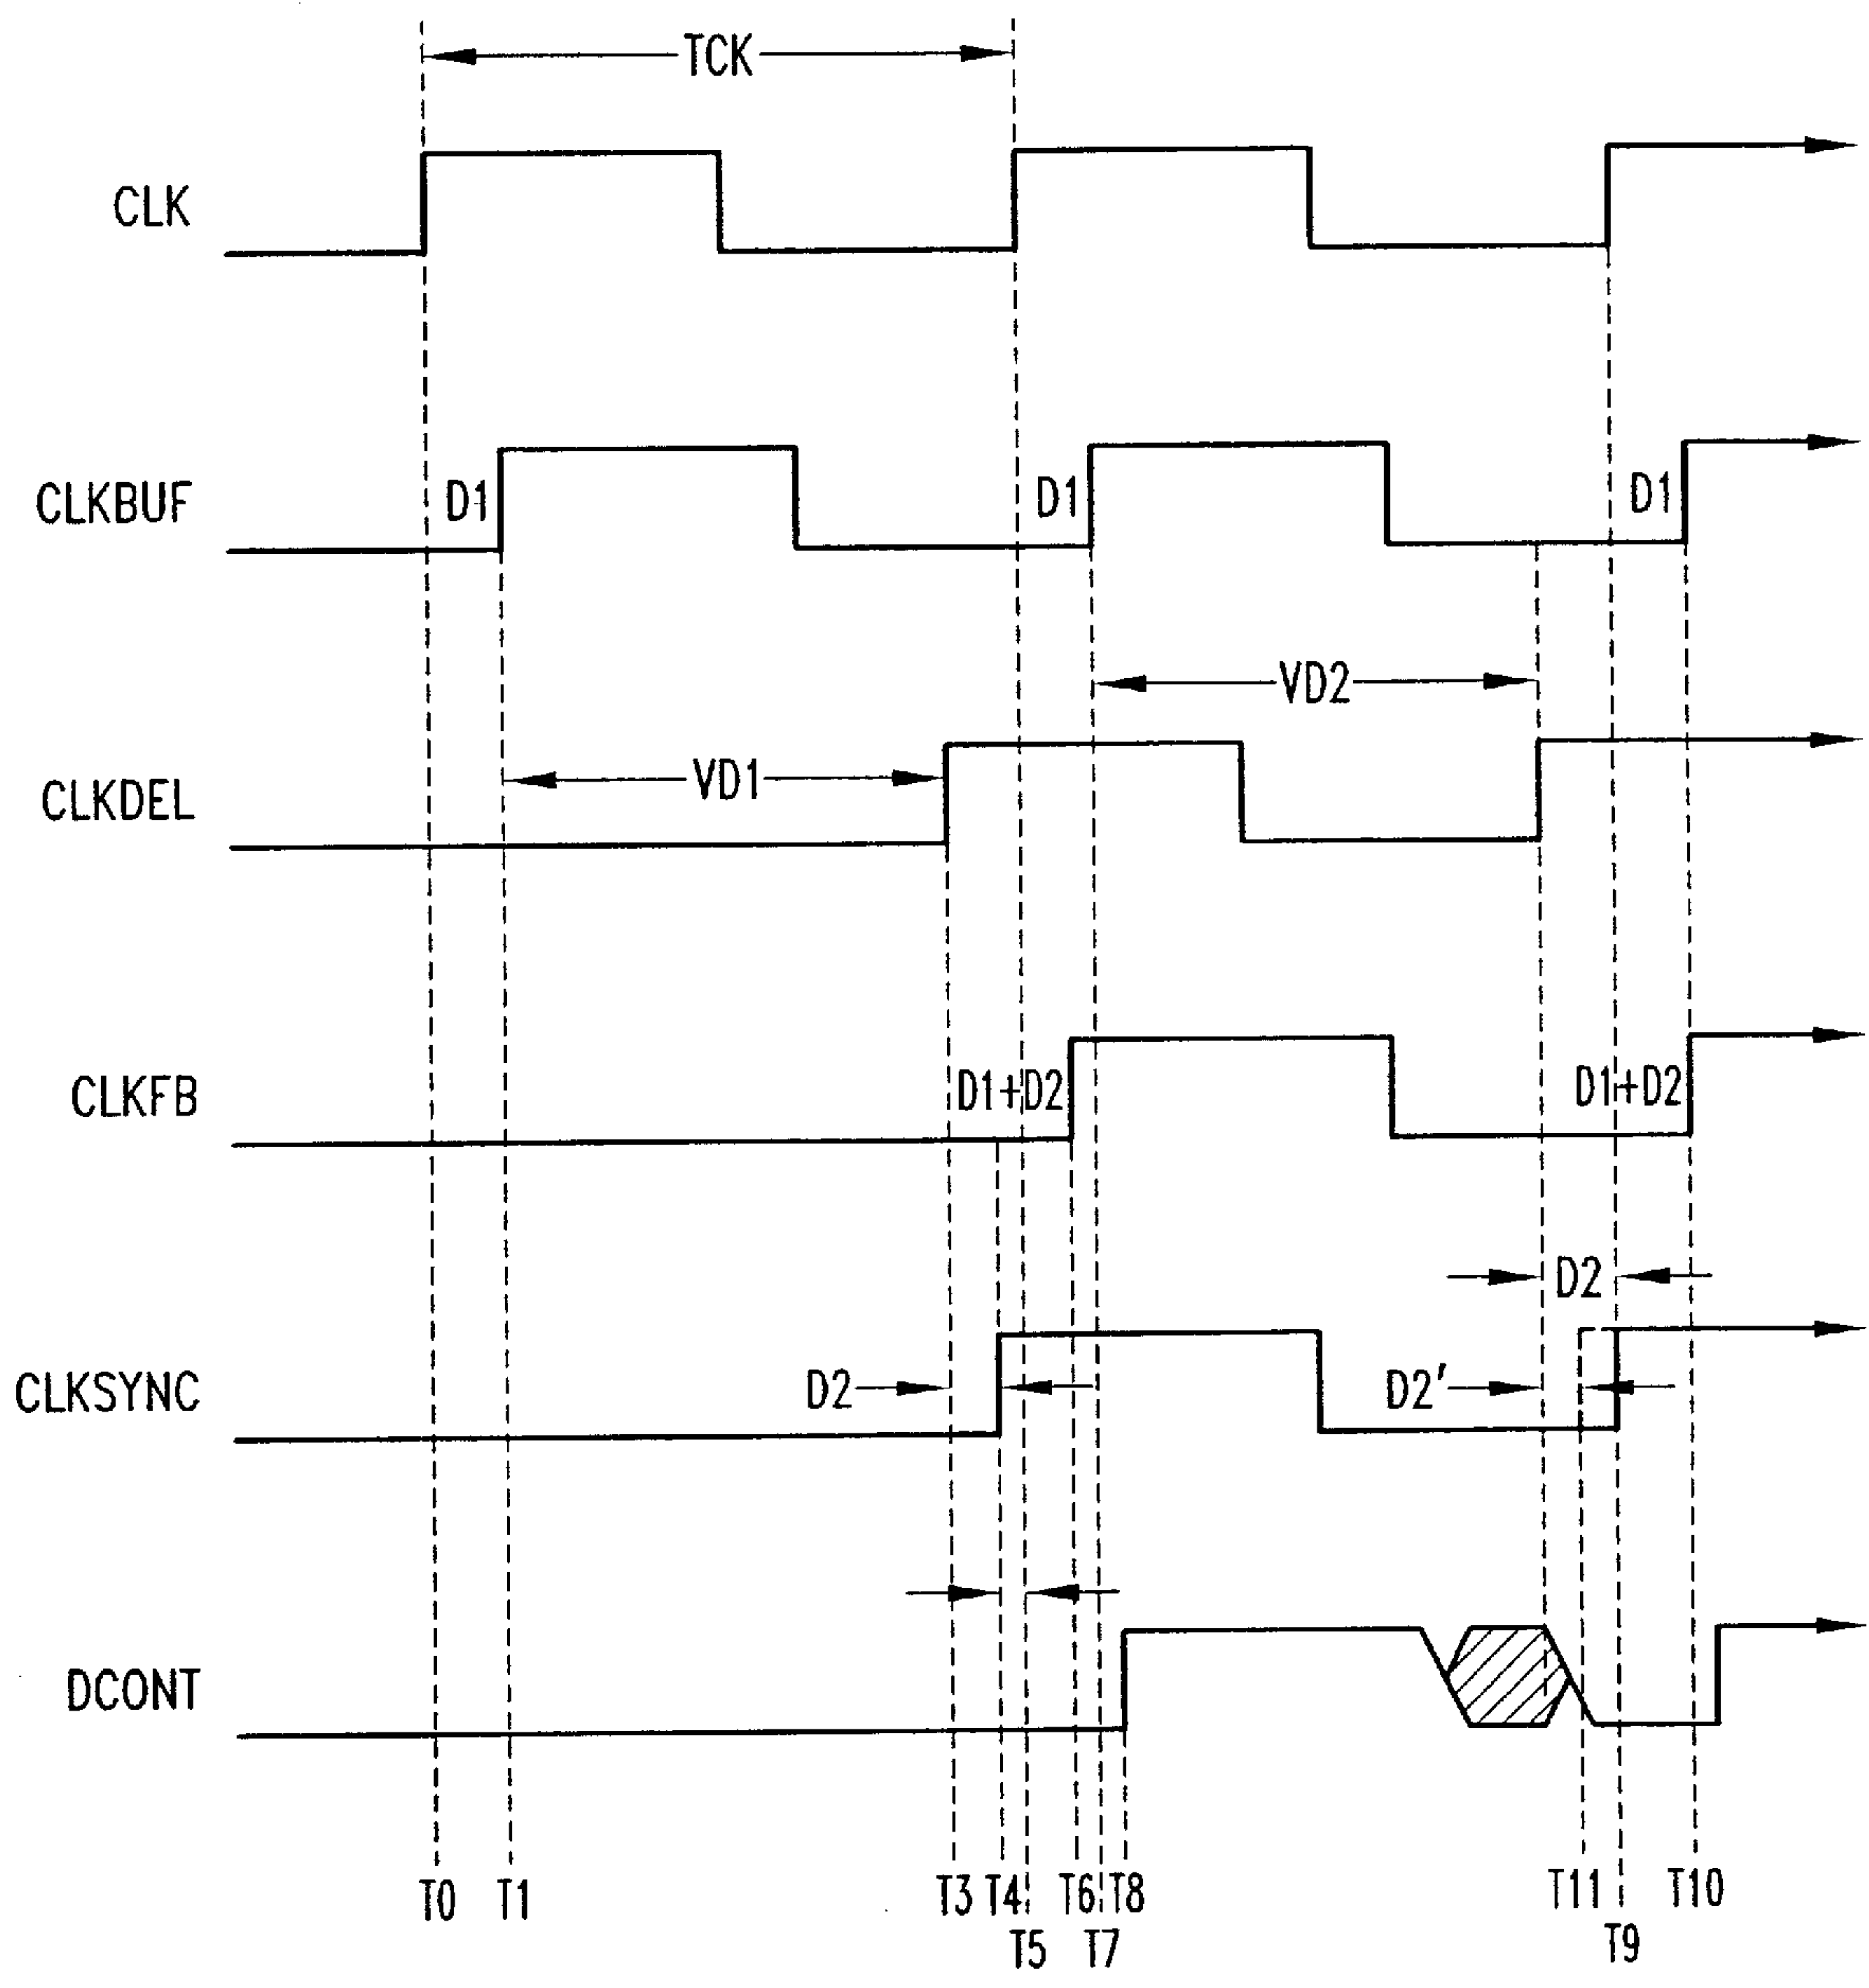 TCK
CLK
CLKBUF
D1
D1
D1
VD2
CLKDEL
VD1
CLKFB
D1+D2
D1+D2
D2
CLKSYNC
D2
D2'
DCONT
T0
T1
T3
T4
T5
T6
T7
T8
T11
T9
T10